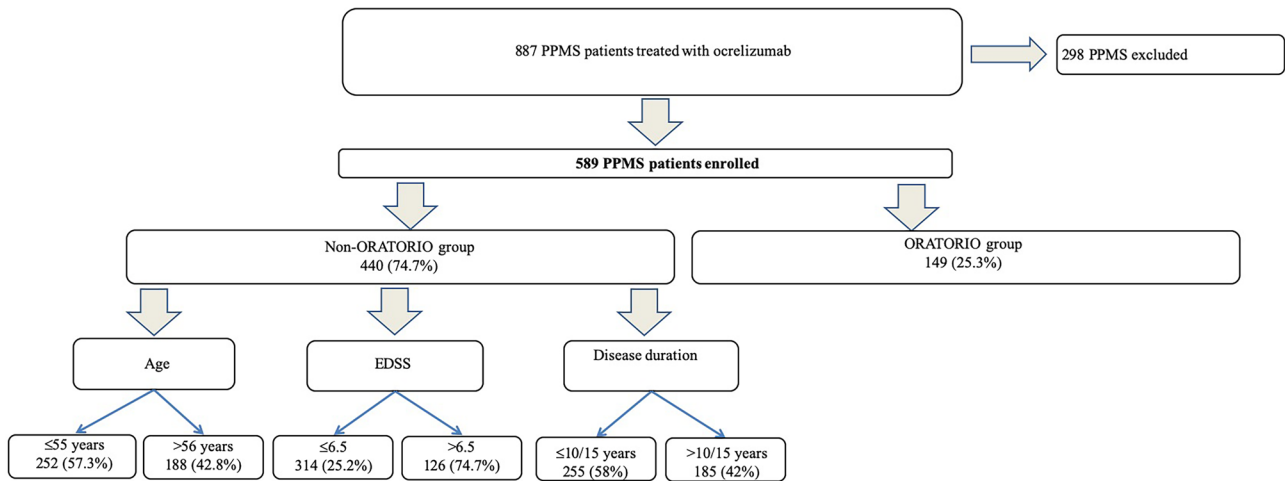 887 PPMS patients treated with ocrelizumab
298 PPMS excluded
589 PPMS patients enrolled
Non-ORATORIO group
440 (74.7%)
ORATORIO group
149 (25.3%)
Age
EDSS
Disease duration
≤55 years
252 (57.3%)
>56 years
188 (42.8%)
≤6.5
314 (25.2%)
>6.5
126 (74.7%)
≤10/15 years
255 (58%)
>10/15 years
185 (42%)